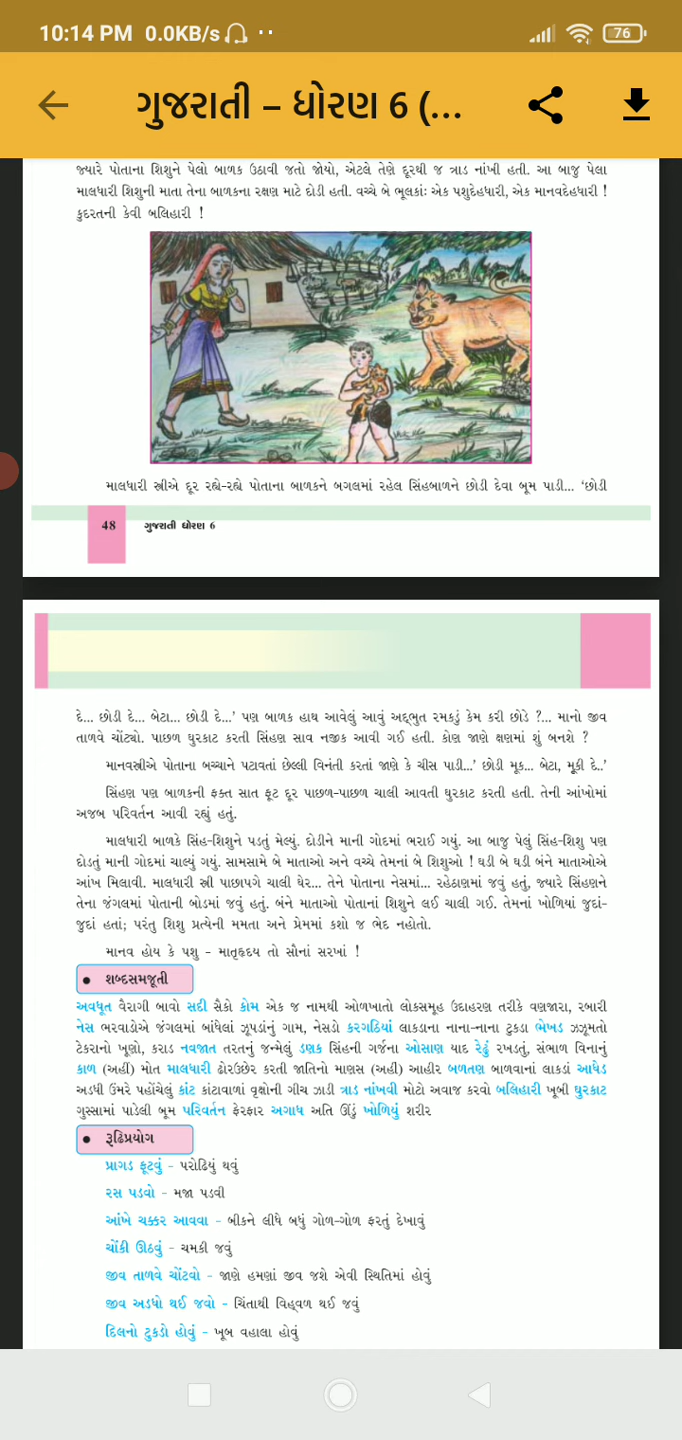 10:14 PM 0.0KB/s
76
ગુજરાતી – ધોરણ 6 (...
જ્યારે પોતાના શિશુને પેલો બાળક ઉઠાવી જતો જોયો, એટલે તેણે દૂરથી જ ત્રાડ નાંખી હતી. આ બાજુ પેલા
માલધારી શિશુની માતા તેના બાળકના રક્ષણ માટે દોડી હતી. વચ્ચે બે ભૂલકાં: એક પશુદેહધારી, એક માનવદેહધારી !
કુદરતની કેવી બલિહારી !
માલધારી સ્ત્રીએ દૂર રહ્યે-રહ્યે પોતાના બાળકને બગલમાં રહેલ સિંહબાળને છોડી દેવા બૂમ પાડી... ‘છોડી
48 ગુજરાતી ધોરણ 6
દે... છોડી દે... બેટા... છોડી દે...’ પણ બાળક હાથ આવેલું આવું અદ્ભુત રમકડું કેમ કરી છોડે ?... માનો જીવ
તાળવે ચોંટ્યો. પાછળ ઘુરકાટ કરતી સિંહણ સાવ નજીક આવી ગઈ હતી. કોણ જાણે ક્ષણમાં શું બનશે ?
માનવસ્ત્રીએ પોતાના બચ્ચાને પટાવતાં છેલ્લી વિનંતી કરતાં જાણે કે ચીસ પાડી...’ છોડી મૂક... બેટા, મૂકી દે..’
સિંહણ પણ બાળકની ફક્ત સાત ફૂટ દૂર પાછળ-પાછળ ચાલી આવતી ઘુરકાટ કરતી હતી. તેની આંખોમાં
અજબ પરિવર્તન આવી રહ્યું હતું.
માલધારી બાળકે સિંહ-શિશુને પડતું મેલ્યું. દોડીને માની ગોદમાં ભરાઈ ગયું. આ બાજુ પેલું સિંહ-શિશુ પણ
દોડતું માની ગોદમાં ચાલ્યું ગયું. સામસામે બે માતાઓ અને વચ્ચે તેમનાં બે શિશુઓ ! ઘડી બે ઘડી બંને માતાઓએ
આંખ મિલાવી. માલધારી સ્ત્રી પાછાપગે ચાલી ઘેર... તેને પોતાના નેસમાં... રહેઠાણમાં જવું હતું, જ્યારે સિંહણને
તેના જંગલમાં પોતાની બોડમાં જવું હતું. બંને માતાઓ પોતાનાં શિશુને લઈ ચાલી ગઈ. તેમનાં ખોળિયાં જુદાં-
જુદાં હતાં; પરંતુ શિશુ પ્રત્યેની મમતા અને પ્રેમમાં કશો જ ભેદ નહોતો.
માનવ હોય કે પશુ - માતૃહૃદય તો સૌનાં સરખાં !
• શબ્દસમજૂતી
અવધૂત વૈરાગી બાવો સદી સૈકો કોમ એક જ નામથી ઓળખાતો લોકસમૂહ ઉદાહરણ તરીકે વણજારા, રબારી
નેસ ભરવાડોએ જંગલમાં બાંધેલાં ઝૂંપડાંનું ગામ, નેસડો કરગઠિયાં લાકડાના નાના-નાના ટુકડા ભેખડ ઝઝૂમતો
ટેકરાનો ખૂણો, કરાડ નવજાત તરતનું જન્મેલું ડણક સિંહની ગર્જના ઓસાણ યાદ રેઢું રખડતું, સંભાળ વિનાનું
કાળ (અહીં) મોત માલધારી ઢોરઉછેર કરતી જાતિનો માણસ (અહીં) આહીર બળતણ બાળવાનાં લાકડાં આધેડ
અડધી ઉંમરે પહોંચેલું કાંટ કાંટાવાળાં વૃક્ષોની ગીચ ઝાડી ત્રાડ નાંખવી મોટો અવાજ કરવો બલિહારી ખૂબી ઘુરકાટ
ગુસ્સામાં પાડેલી બૂમ પરિવર્તન ફેરફાર અગાધ અતિ ઊંડું ખોળિયું શરીર
• રૂઢિપ્રયોગ
પ્રાગડ ફૂટવું - પરોઢિયું થવું
રસ પડવો - મજા પડવી
આંખે ચક્કર આવવા - બીકને લીધે બધું ગોળ-ગોળ ફરતું દેખાવું
ચોંકી ઊઠવું - ચમકી જવું
જીવ તાળવે ચોંટવો - જાણે હમણાં જીવ જશે એવી સ્થિતિમાં હોવું
જીવ અડધો થઈ જવો - ચિંતાથી વિહ્વળ થઈ જવું
દિલનો ટુકડો હોવું - ખૂબ વહાલા હોવું